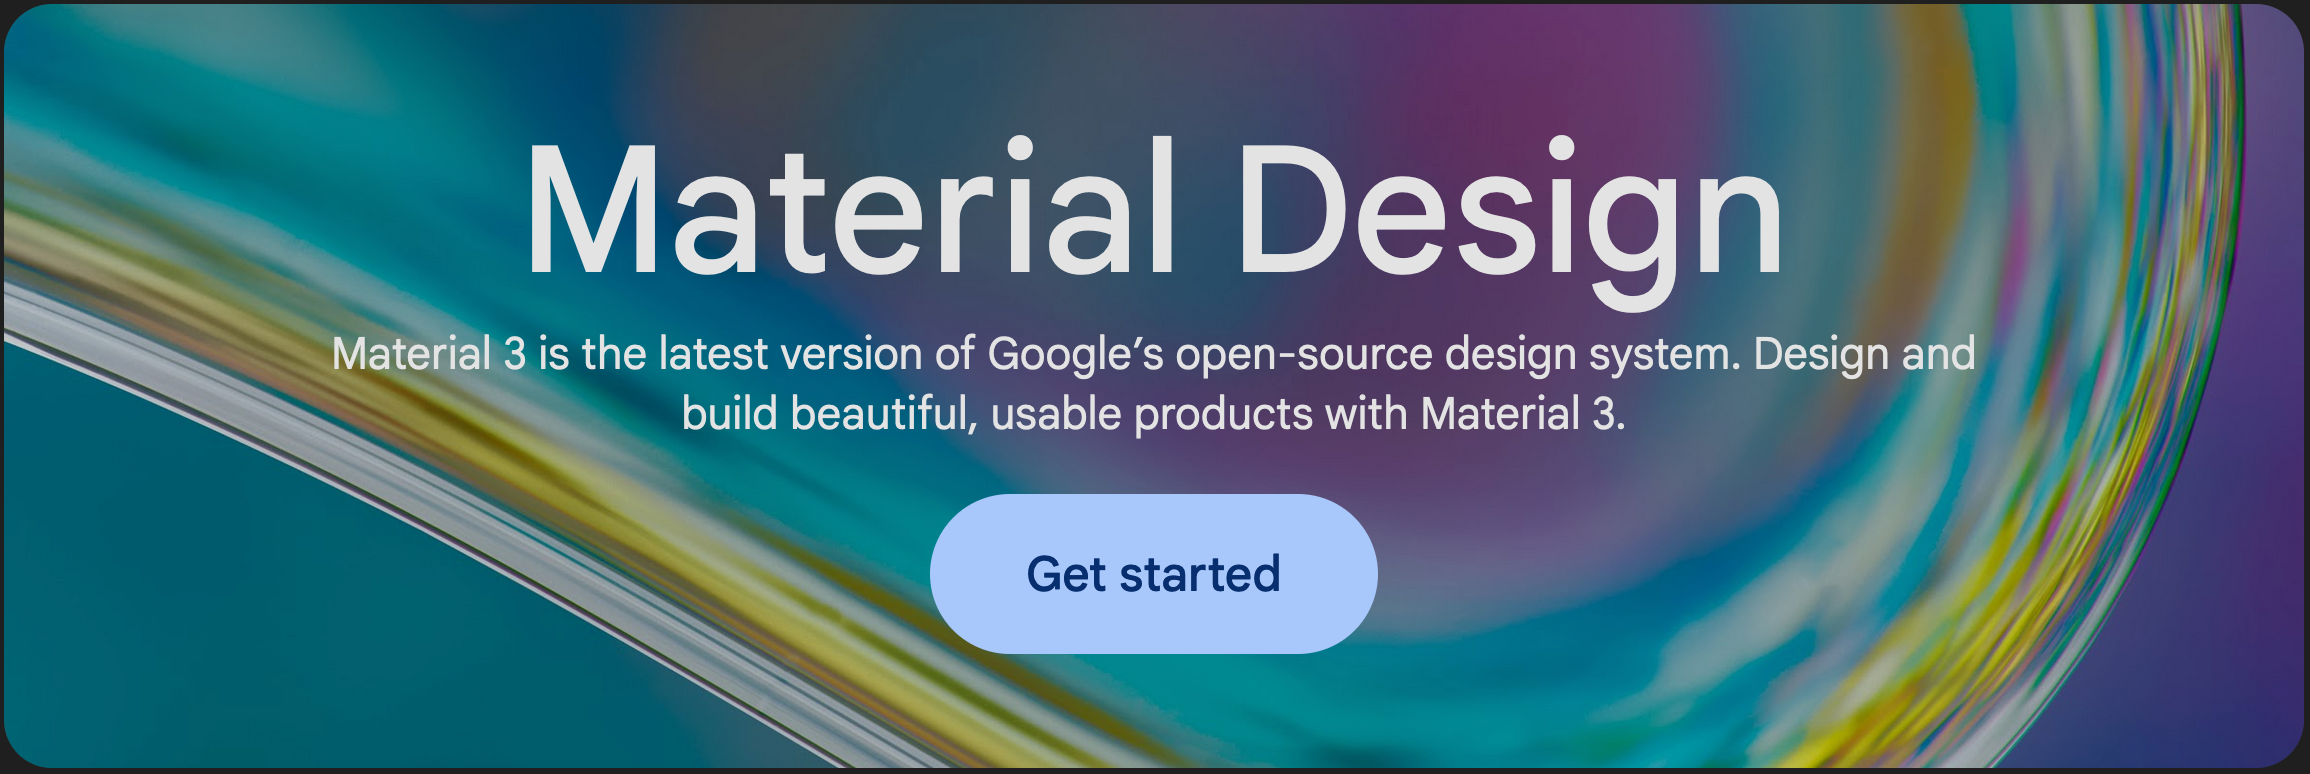 Material Design
Material 3 is the latest version of Google’s open-source design system. Design and
build beautiful, usable products with Material 3.
Get started